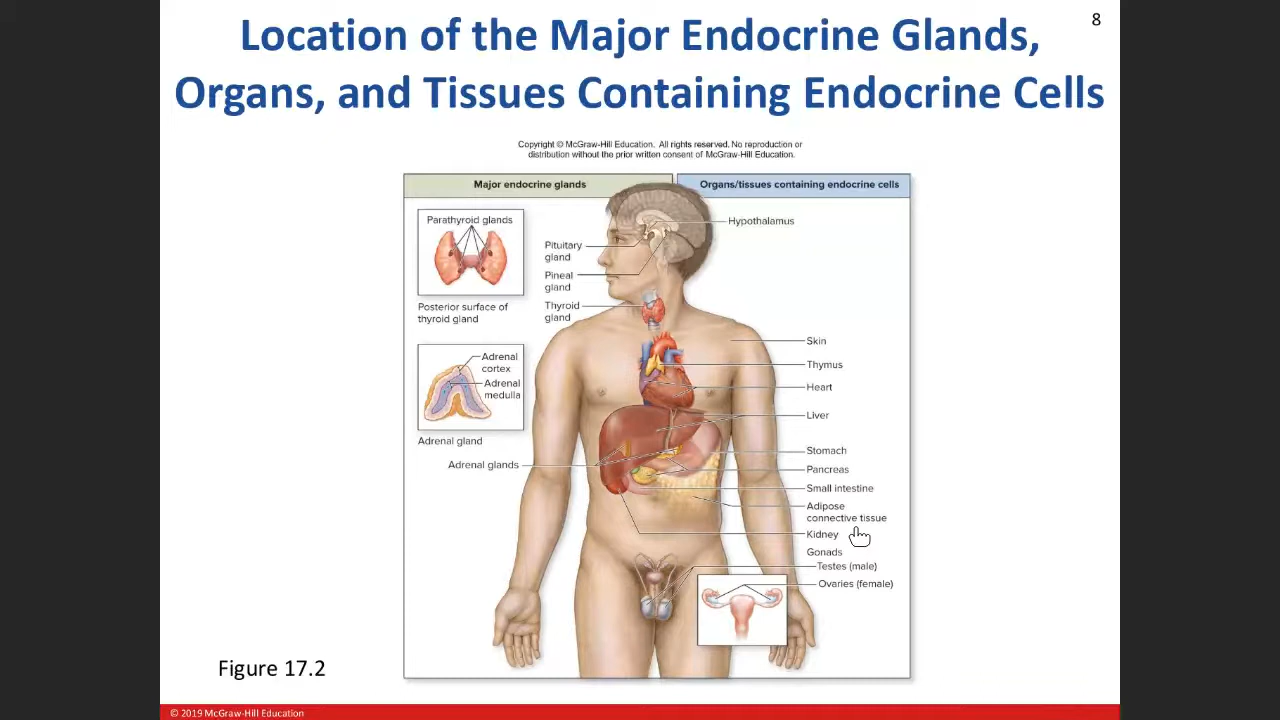 8
Location of the Major Endocrine Glands,
Organs, and Tissues Containing Endocrine Cells
Copyright © McGraw-Hill Education. All rights reserved. No reproduction or
distribution without the prior written consent of McGraw-Hill Education.
Major endocrine glands
Organs/tissues containing endocrine cells
Parathyroid glands
Posterior surface of
thyroid gland
Adrenal
cortex
Adrenal
medulla
Adrenal gland
Adrenal glands
Pituitary
gland
Pineal
gland
Thyroid
gland
Hypothalamus
Skin
Thymus
Heart
Liver
Stomach
Pancreas
Small intestine
Adipose
connective tissue
Kidney
Gonads
Testes (male)
Ovaries (female)
Figure 17.2
© 2019 McGraw-Hill Education